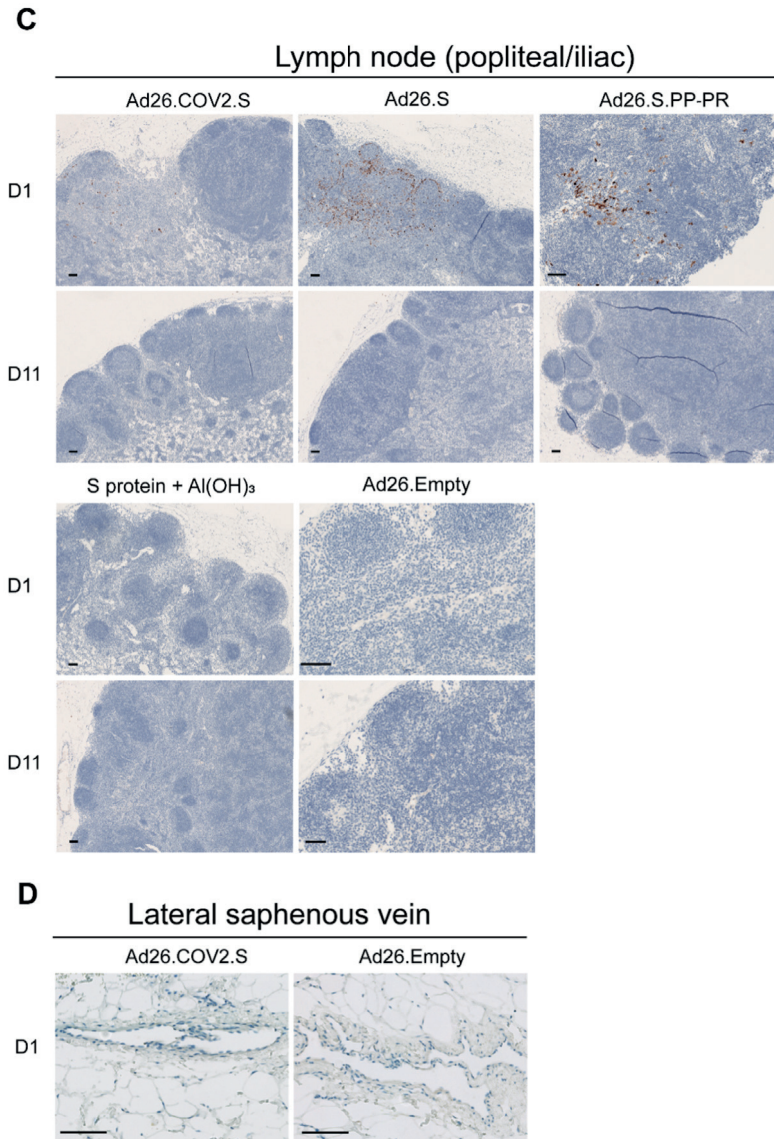 C
Lymph node (popliteal/iliac)
Ad26.COV2.S Ad26.S Ad26.S.PP-PR
D1
D11
S protein + Al(OH)₃ Ad26.Empty
D1
D11
D
Lateral saphenous vein
Ad26.COV2.S Ad26.Empty
D1